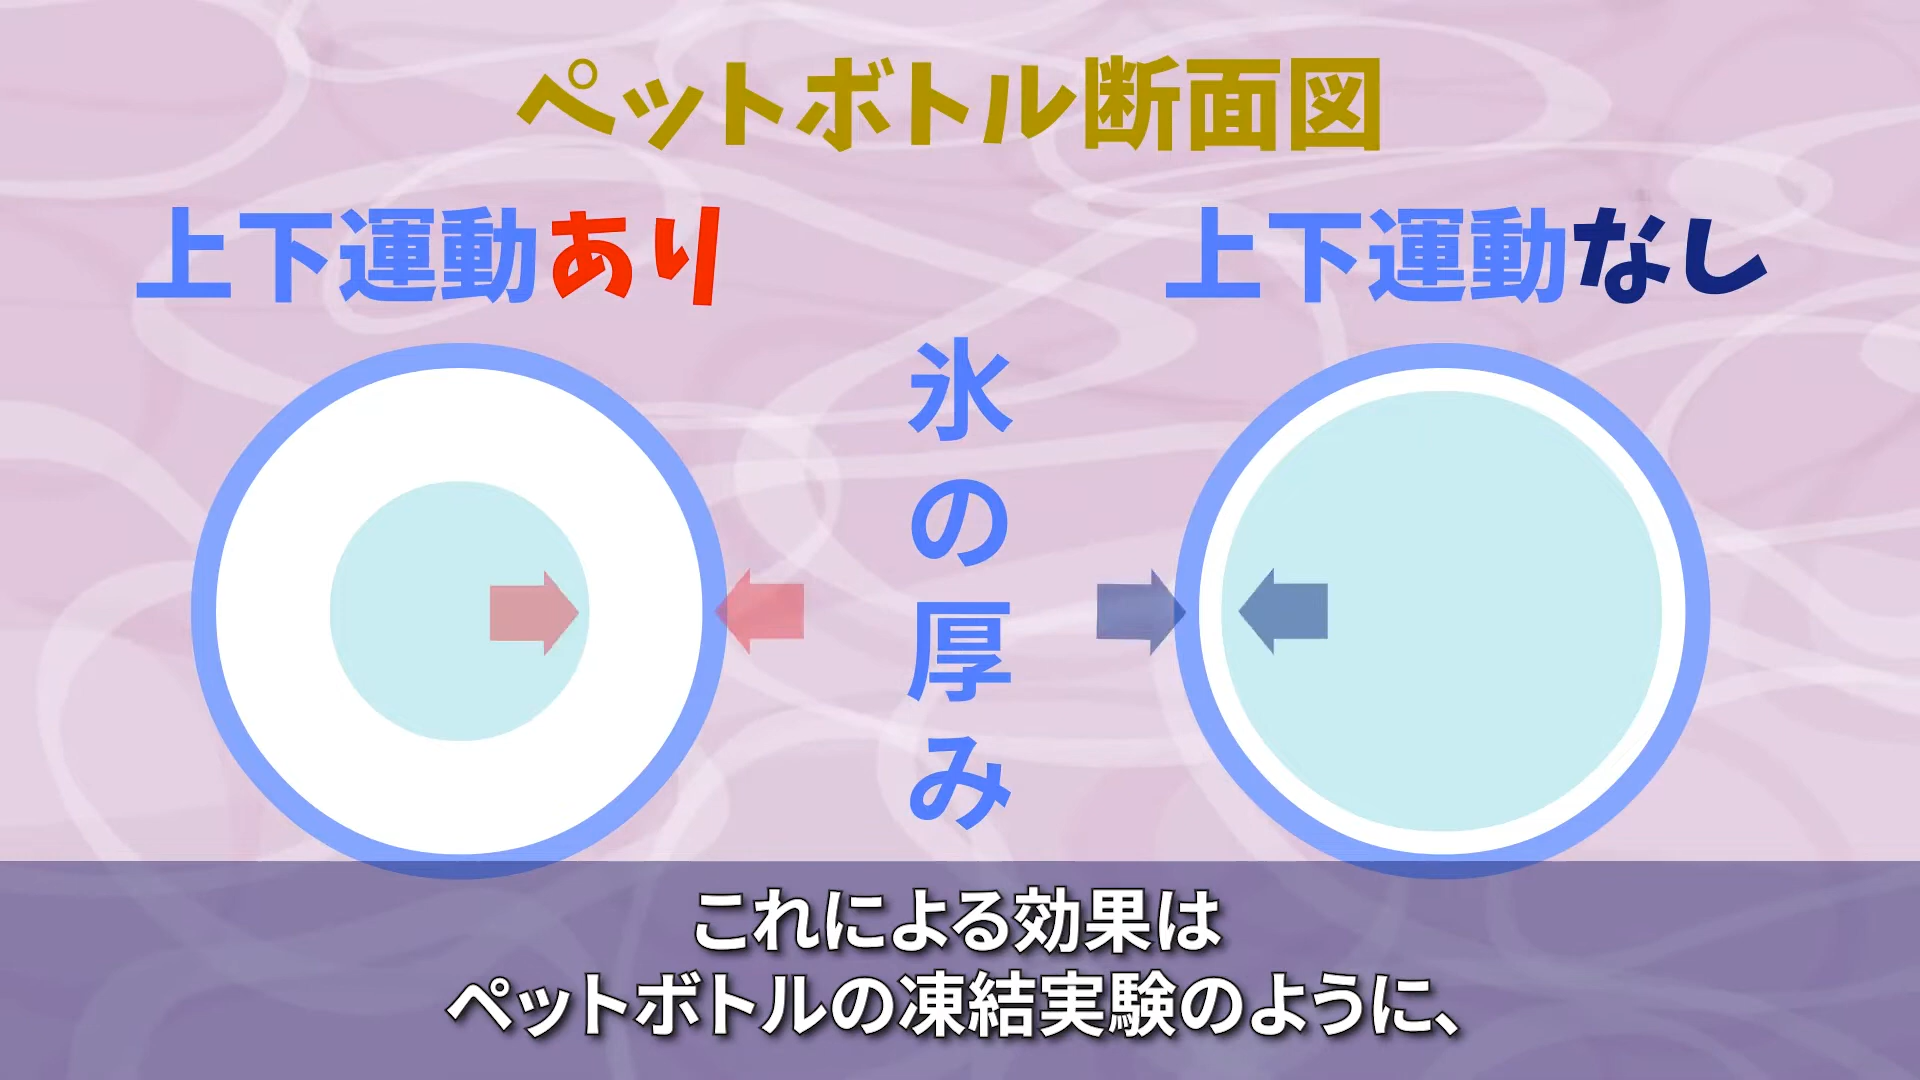 ペットボトル断面図
上下運動あり
上下運動なし
氷の厚み
これによる効果は
ペットボトルの凍結実験のように、